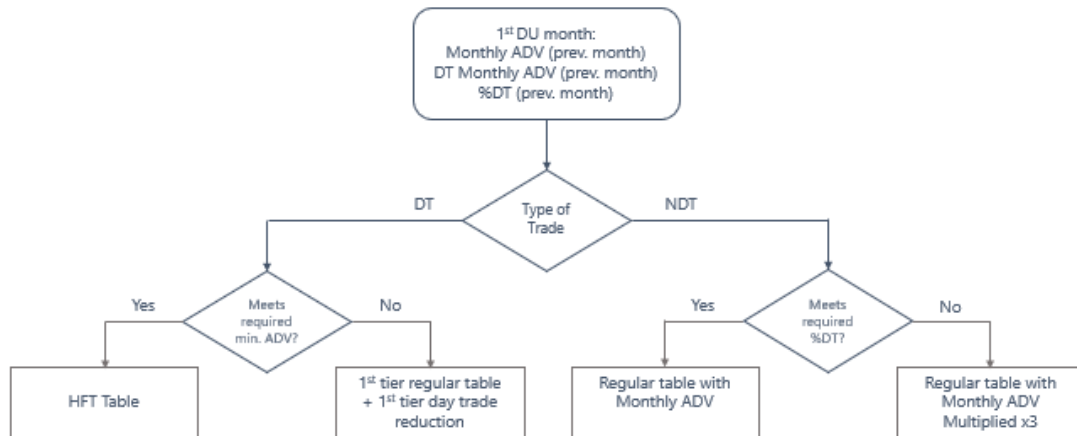 1st DU month:
Monthly ADV (prev. month)
DT Monthly ADV (prev. month)
%DT (prev. month)
DT
Type of
Trade
NDT
Yes
Meets
required
min. ADV?
No
Yes
Meets
required
%DT?
No
HFT Table
1st tier regular table
+ 1st tier day trade
reduction
Regular table with
Monthly ADV
Regular table with
Monthly ADV
Multiplied x3